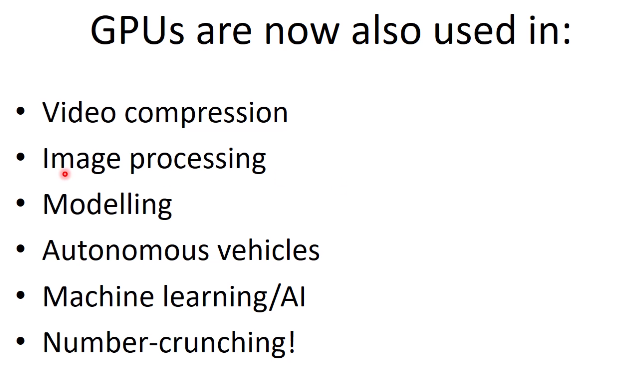 GPUs are now also used in:
• Video compression
• Image processing
• Modelling
• Autonomous vehicles
• Machine learning/AI
• Number-crunching!